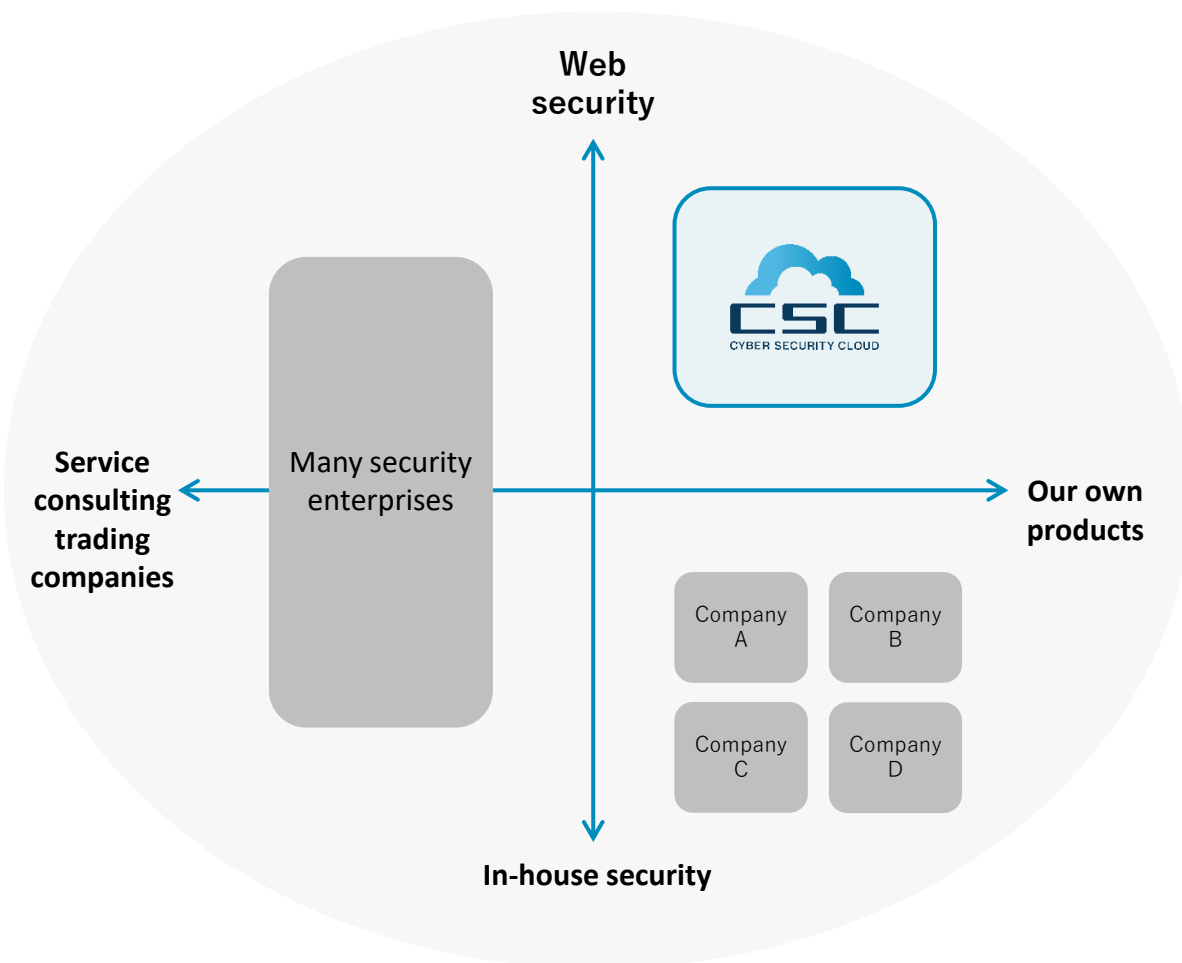 Web
security
CSC
CYBER SECURITY CLOUD
Many security
enterprises
Service
consulting
trading
companies
Our own
products
Company
A
Company
B
Company
C
Company
D
In-house security